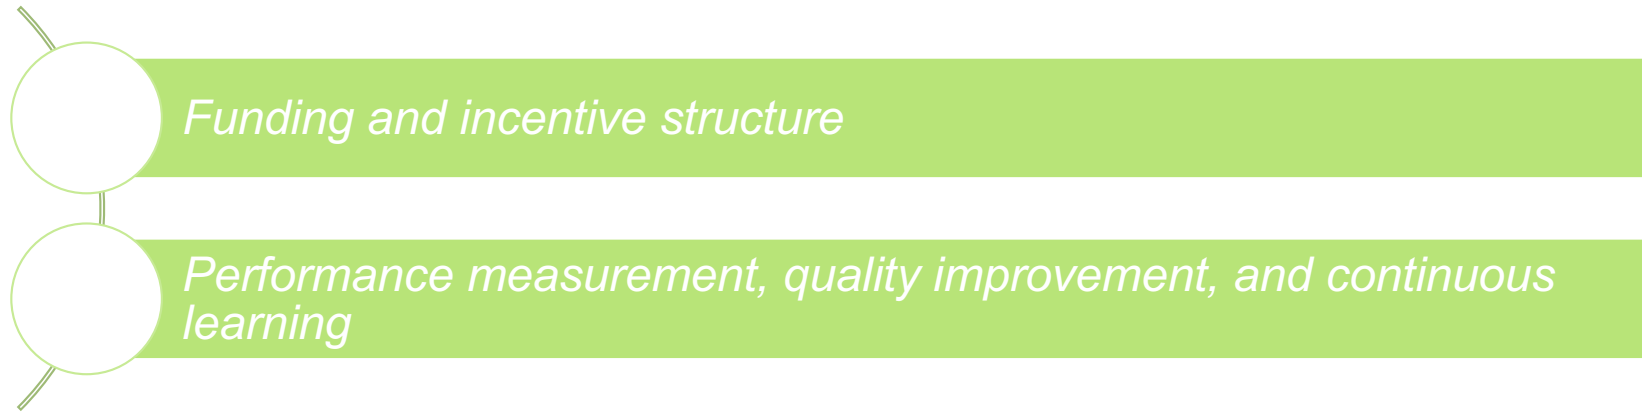 Funding and incentive structure
Performance measurement, quality improvement, and continuous
learning